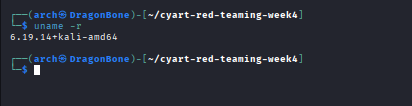 ┌──(arch㉿DragonBone)-[~/cyart-red-teaming-week4]
└─$ uname -r
6.19.14+kali-amd64
┌──(arch㉿DragonBone)-[~/cyart-red-teaming-week4]
└─$